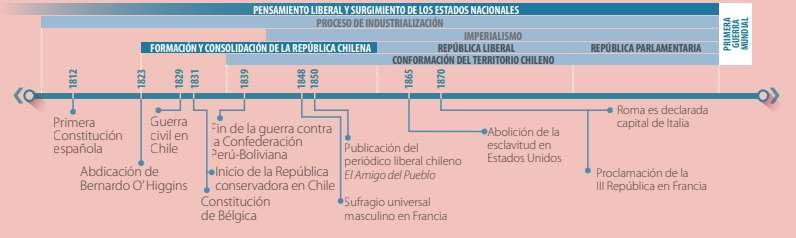 PENSAMIENTO LIBERAL Y SURGIMIENTO DE LOS ESTADOS NACIONALES
PROCESO DE INDUSTRIALIZACIÓN
IMPERIALISMO
FORMACIÓN Y CONSOLIDACIÓN DE LA REPÚBLICA CHILENA
REPÚBLICA LIBERAL
REPÚBLICA PARLAMENTARIA
CONFORMACIÓN DEL TERRITORIO CHILENO
PRIMERA
GUERRA
MUNDIAL
1812
1823
1829
1831
1839
1848
1850
1865
1870
Primera
Constitución
española
Abdicación de
Bernardo O'Higgins
Guerra
civil en
Chile
Constitución
de Bélgica
Inicio de la República
conservadora en Chile
Fin de la guerra contra
a Confederación
Perú-Boliviana
Sufragio universal
masculino en Francia
Publicación del
periódico liberal chileno
El Amigo del Pueblo
Abolición de la
esclavitud en
Estados Unidos
Roma es declarada
capital de Italia
Proclamación de la
III República en Francia